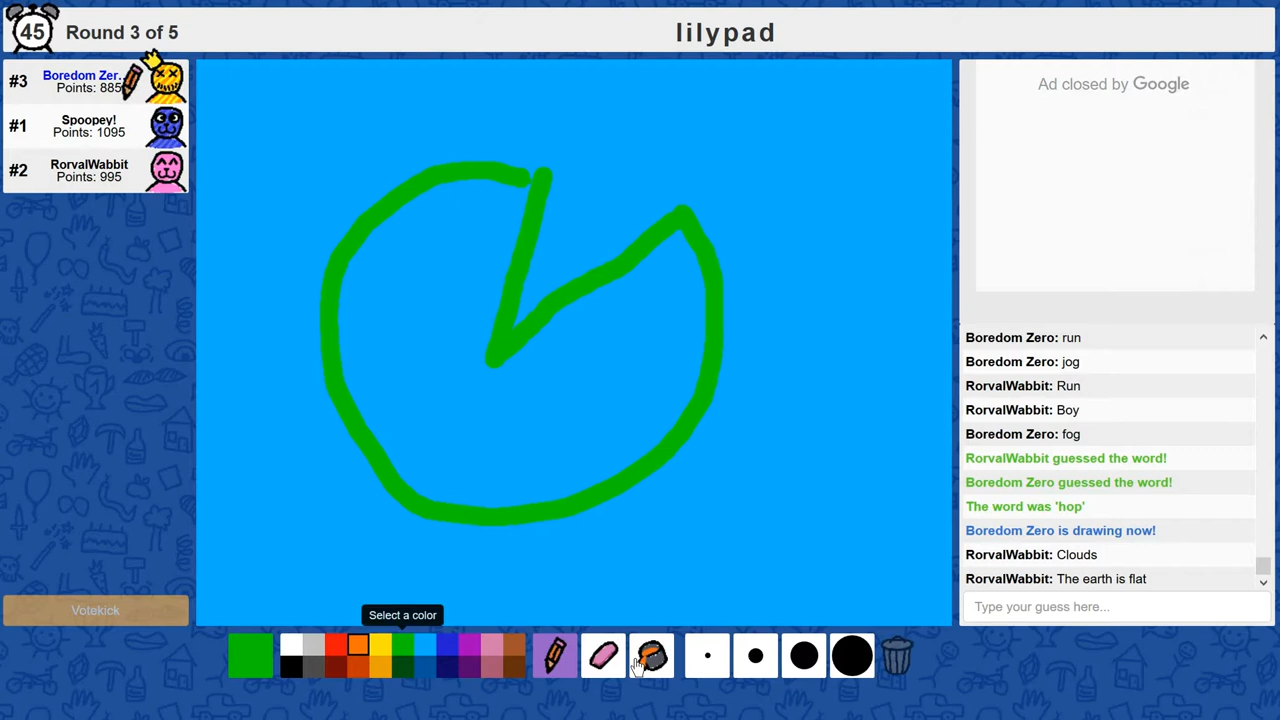 45
Round 3 of 5
lilypad
#3
Boredom Zer...
Points: 885
#1
Spoopey!
Points: 1095
#2
RorvalWabbit
Points: 995
Votekick
Select a color
Ad closed by Google
Boredom Zero: run
Boredom Zero: jog
RorvalWabbit: Run
RorvalWabbit: Boy
Boredom Zero: fog
RorvalWabbit guessed the word!
Boredom Zero guessed the word!
The word was 'hop'
Boredom Zero is drawing now!
RorvalWabbit: Clouds
RorvalWabbit: The earth is flat
Type your guess here...